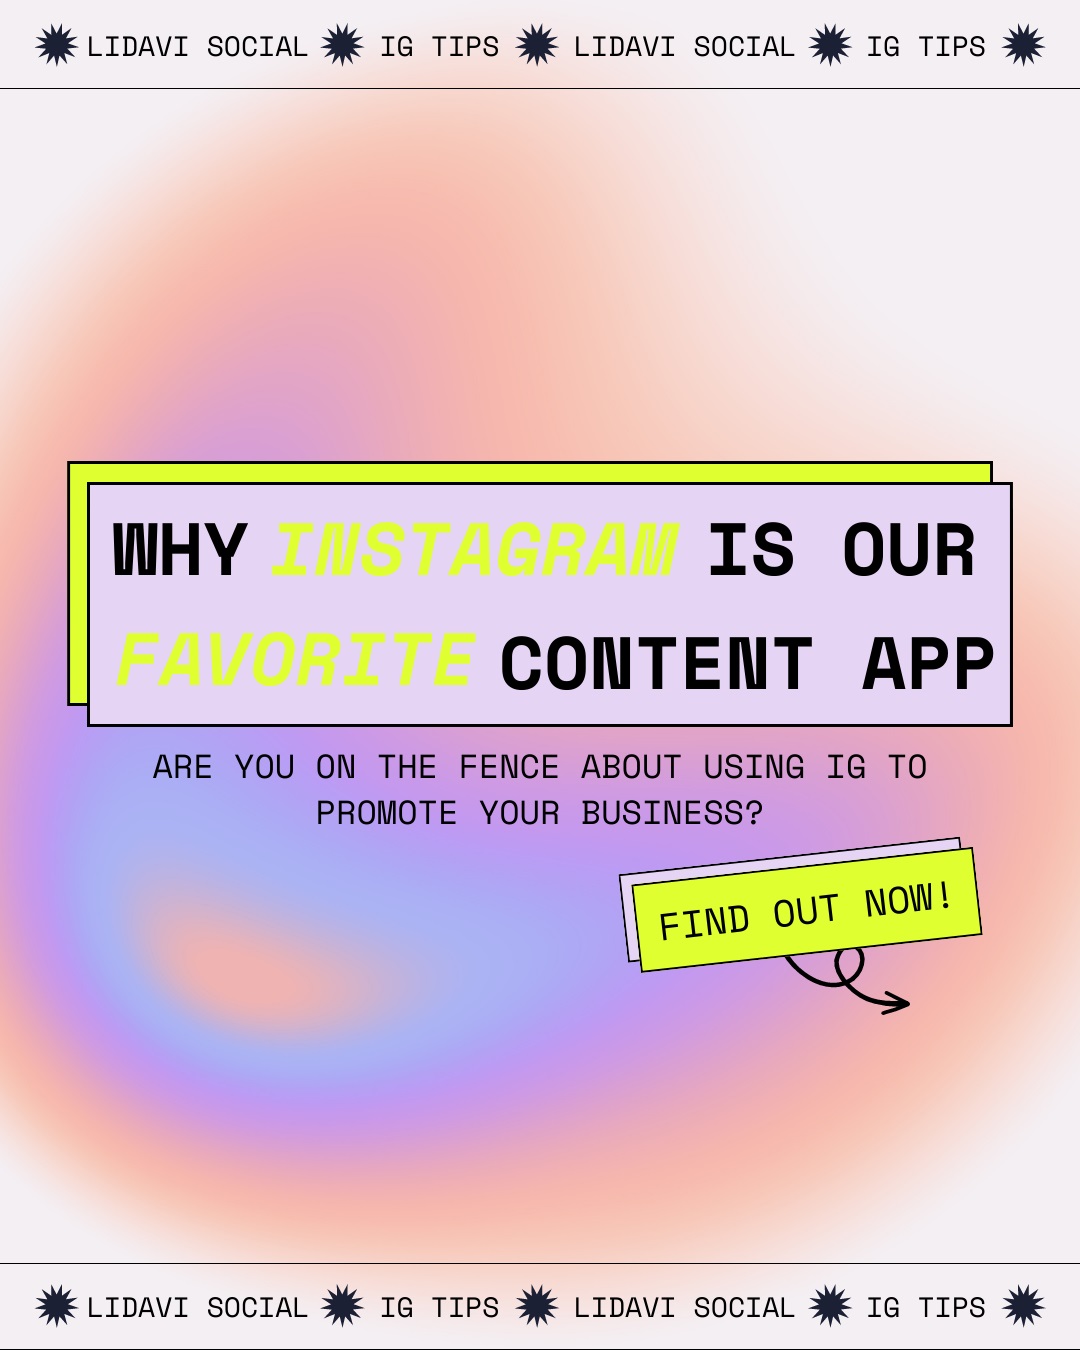 LIDAVI SOCIAL IG TIPS LIDAVI SOCIAL IG TIPS
WHY INSTAGRAM IS OUR
FAVORITE CONTENT APP
ARE YOU ON THE FENCE ABOUT USING IG TO
PROMOTE YOUR BUSINESS?
FIND OUT NOW!
LIDAVI SOCIAL IG TIPS LIDAVI SOCIAL IG TIPS